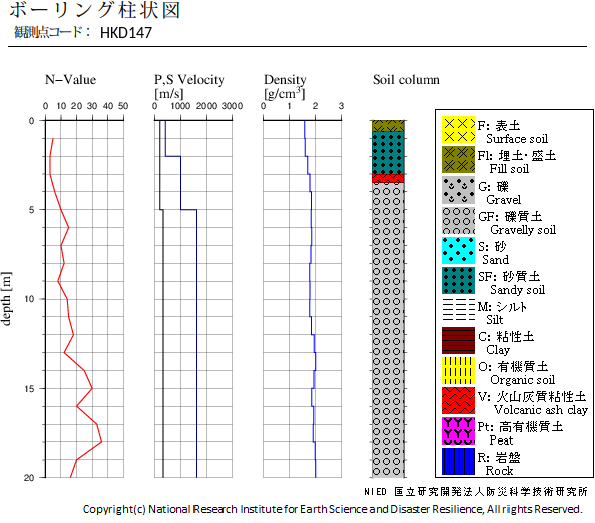 ボーリング柱状図
観測点コード： HKD147
N−Value
P,S Velocity
[m/s]
Density
[g/cm3]
Soil column
0 10 20 30 40 50
0 1000 2000 3000
0 1 2 3
0
5
10
15
20
depth [m]
F: 表土
Surface soil
Fl: 埋土・盛土
Fill soil
G: 礫
Gravel
GF: 礫質土
Gravelly soil
S: 砂
Sand
SF: 砂質土
Sandy soil
M: シルト
Silt
C: 粘性土
Clay
O: 有機質土
Organic soil
V: 火山灰質粘性土
Volcanic ash clay
Pt: 高有機質土
Peat
R: 岩盤
Rock
NIED 国立研究開発法人防災科学技術研究所
Copyright(c) National Research Institute for Earth Science and Disaster Resilience, All rights Reserved.